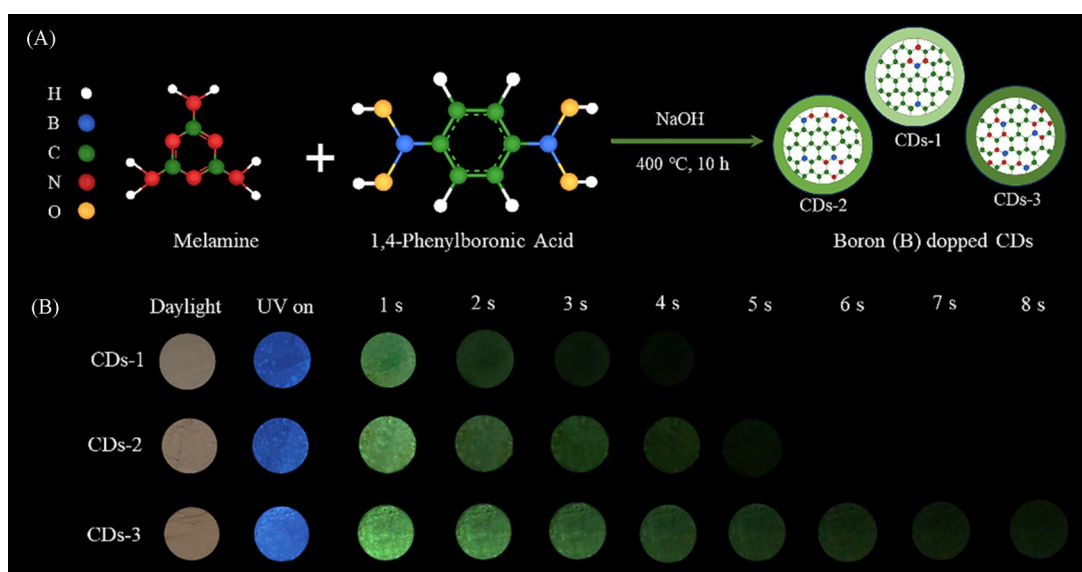 (A)
H
B
C
N
O
Melamine
+
1,4-Phenylboronic Acid
NaOH
400 ℃, 10 h
CDs-1
CDs-2
CDs-3
Boron (B) dopped CDs
(B)
Daylight UV on 1 s 2 s 3 s 4 s 5 s 6 s 7 s 8 s
CDs-1
CDs-2
CDs-3